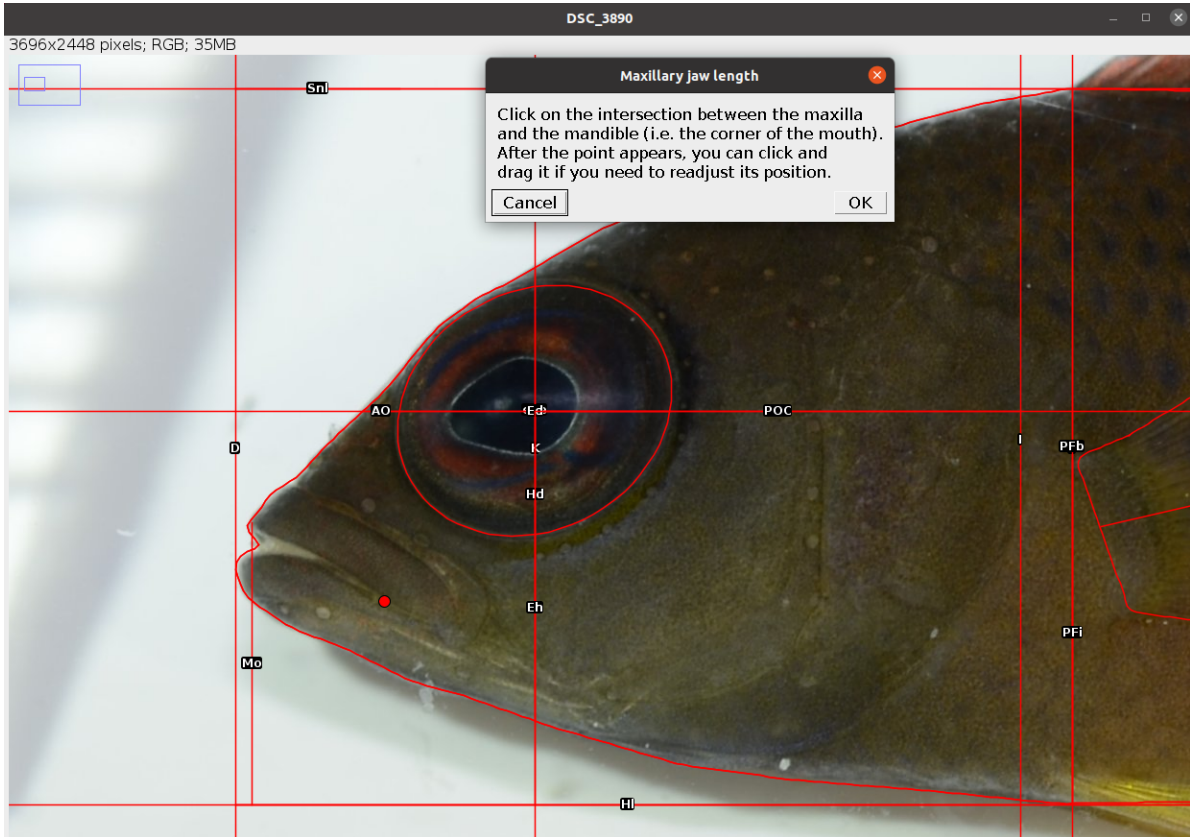 DSC_3890
3696x2448 pixels; RGB; 35MB
Snl
Maxillary jaw length
Click on the intersection between the maxilla
and the mandible (i.e. the corner of the mouth).
After the point appears, you can click and
drag it if you need to readjust its position.
Cancel
OK
AO
Ed
POC
D
K
I
PFb
Hd
Eh
PFi
Mo
Hl